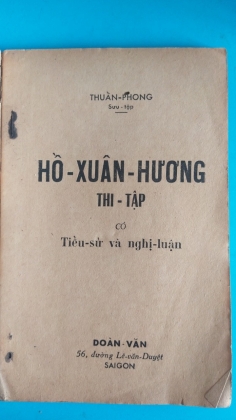 THUẦN-PHONG
Sưu-tập
HỒ-XUÂN-HƯƠNG
THI-TẬP
CÓ
Tiểu-sử và nghị-luận
ĐOÀN-VĂN
56, đường Lê-văn-Duyệt
SAIGON